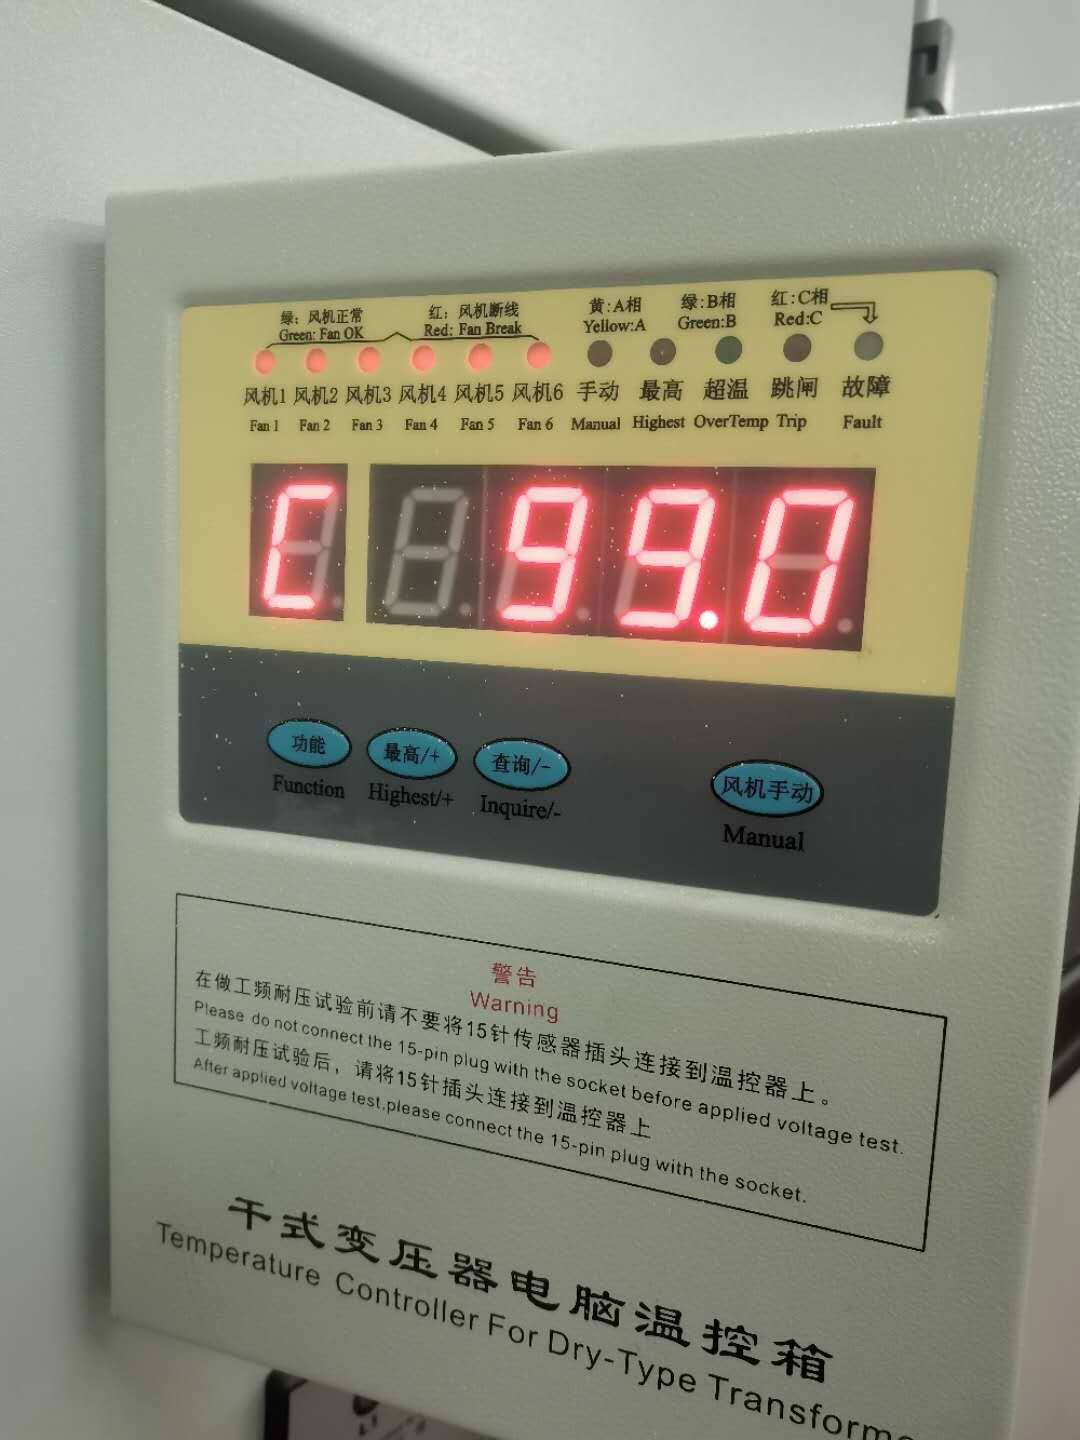 绿：风机正常 红：风机断线 黄:A相 绿:B相 红:C相
Green: Fan OK Red: Fan Break Yellow:A Green:B Red:C
风机1 风机2 风机3 风机4 风机5 风机6 手动 最高 超温 跳闸 故障
Fan 1 Fan 2 Fan 3 Fan 4 Fan 5 Fan 6 Manual Highest OverTemp Trip Fault
C 99.0
功能 最高/+ 查询/- 风机手动
Function Highest/+ Inquire/- Manual
警告
Warning
在做工频耐压试验前请不要将15针传感器插头连接到温控器上。
Please do not connect the 15-pin plug with the socket before applied voltage test.
工频耐压试验后，请将15针插头连接到温控器上
After applied voltage test,please connect the 15-pin plug with the socket.
干式变压器电脑温控箱
Temperature Controller For Dry-Type Transforme